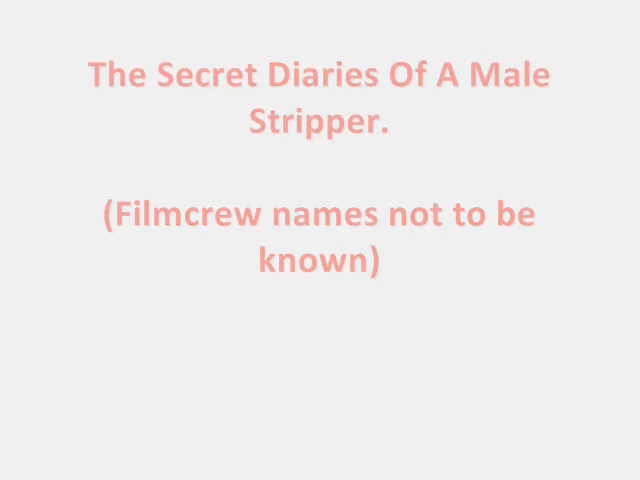 The Secret Diaries Of A Male
Stripper.
(Filmcrew names not to be
known)